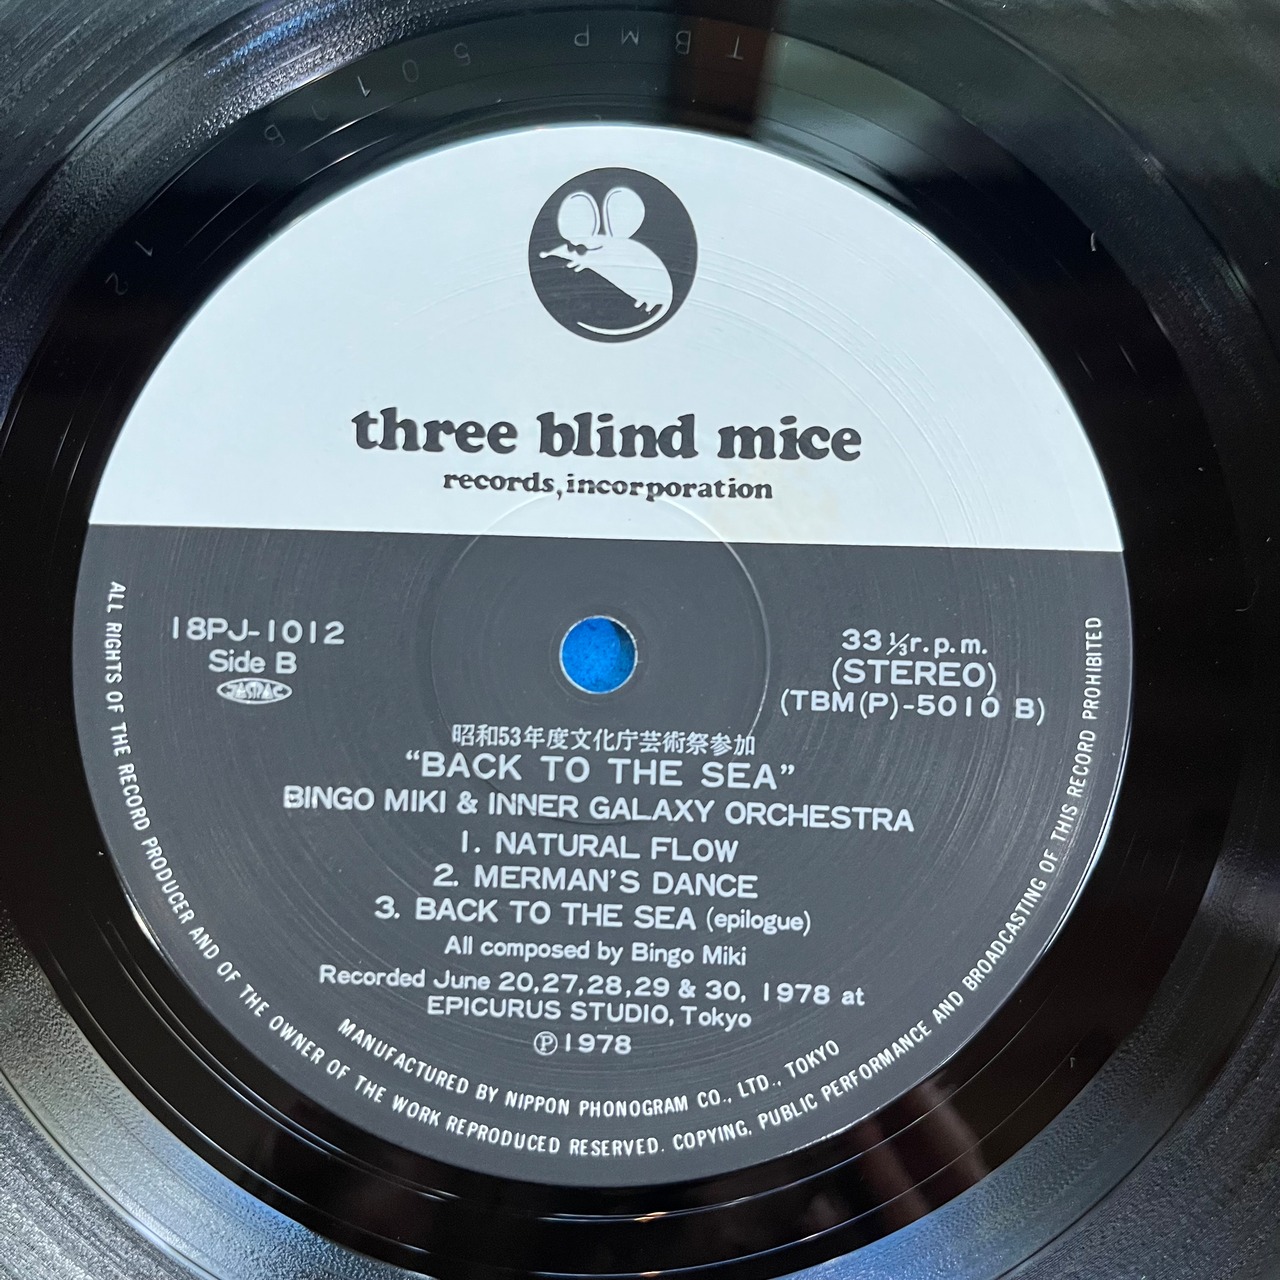 TBMP 5010B
12
three blind mice
records, incorporation
18PJ-1012
Side B
JASRAC
33⅓r.p.m.
(STEREO)
(TBM(P)-5010 B)
昭和53年度文化庁芸術祭参加
“BACK TO THE SEA”
BINGO MIKI & INNER GALAXY ORCHESTRA
1. NATURAL FLOW
2. MERMAN'S DANCE
3. BACK TO THE SEA (epilogue)
All composed by Bingo Miki
Recorded June 20,27,28,29 & 30, 1978 at
EPICURUS STUDIO, Tokyo
Ⓟ1978
MANUFACTURED BY NIPPON PHONOGRAM CO., LTD., TOKYO
ALL RIGHTS OF THE RECORD PRODUCER AND OF THE OWNER OF THE WORK REPRODUCED RESERVED. COPYING, PUBLIC PERFORMANCE AND BROADCASTING OF THIS RECORD PROHIBITED